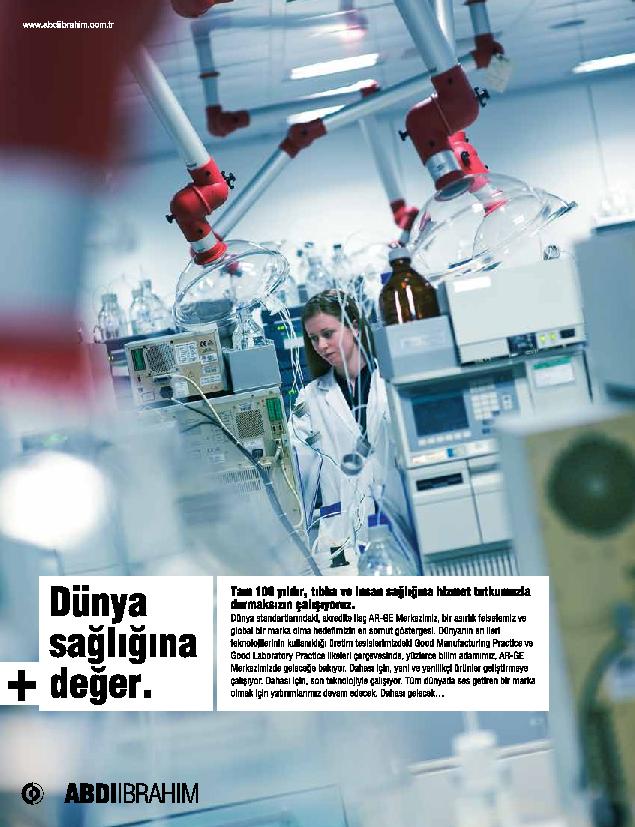 www.abdiibrahim.com.tr
Dünya
sağlığına
+ değer.
Tam 100 yıldır, tıbba ve insan sağlığına hizmet tutkumuzla
durmaksızın çalışıyoruz.
Dünya standartlarındaki, akredite ilaç AR-GE Merkezimiz, bir asırlık felsefemiz ve
global bir marka olma hedefimizin en somut göstergesi. Dünyanın en ileri
teknolojilerinin kullanıldığı üretim tesislerimizdeki Good Manufacturing Practice ve
Good Laboratory Practice ilkeleri çerçevesinde, yüzlerce bilim adamımız, AR-GE
Merkezimizde geleceğe bakıyor. Dahası için, yeni ve yenilikçi ürünler geliştirmeye
çalışıyor. Dahası için, son teknolojiyle çalışıyor. Tüm dünyada ses getiren bir marka
olmak için yatırımlarımız devam edecek. Dahası gelecek...
ABDİIBRAHIM